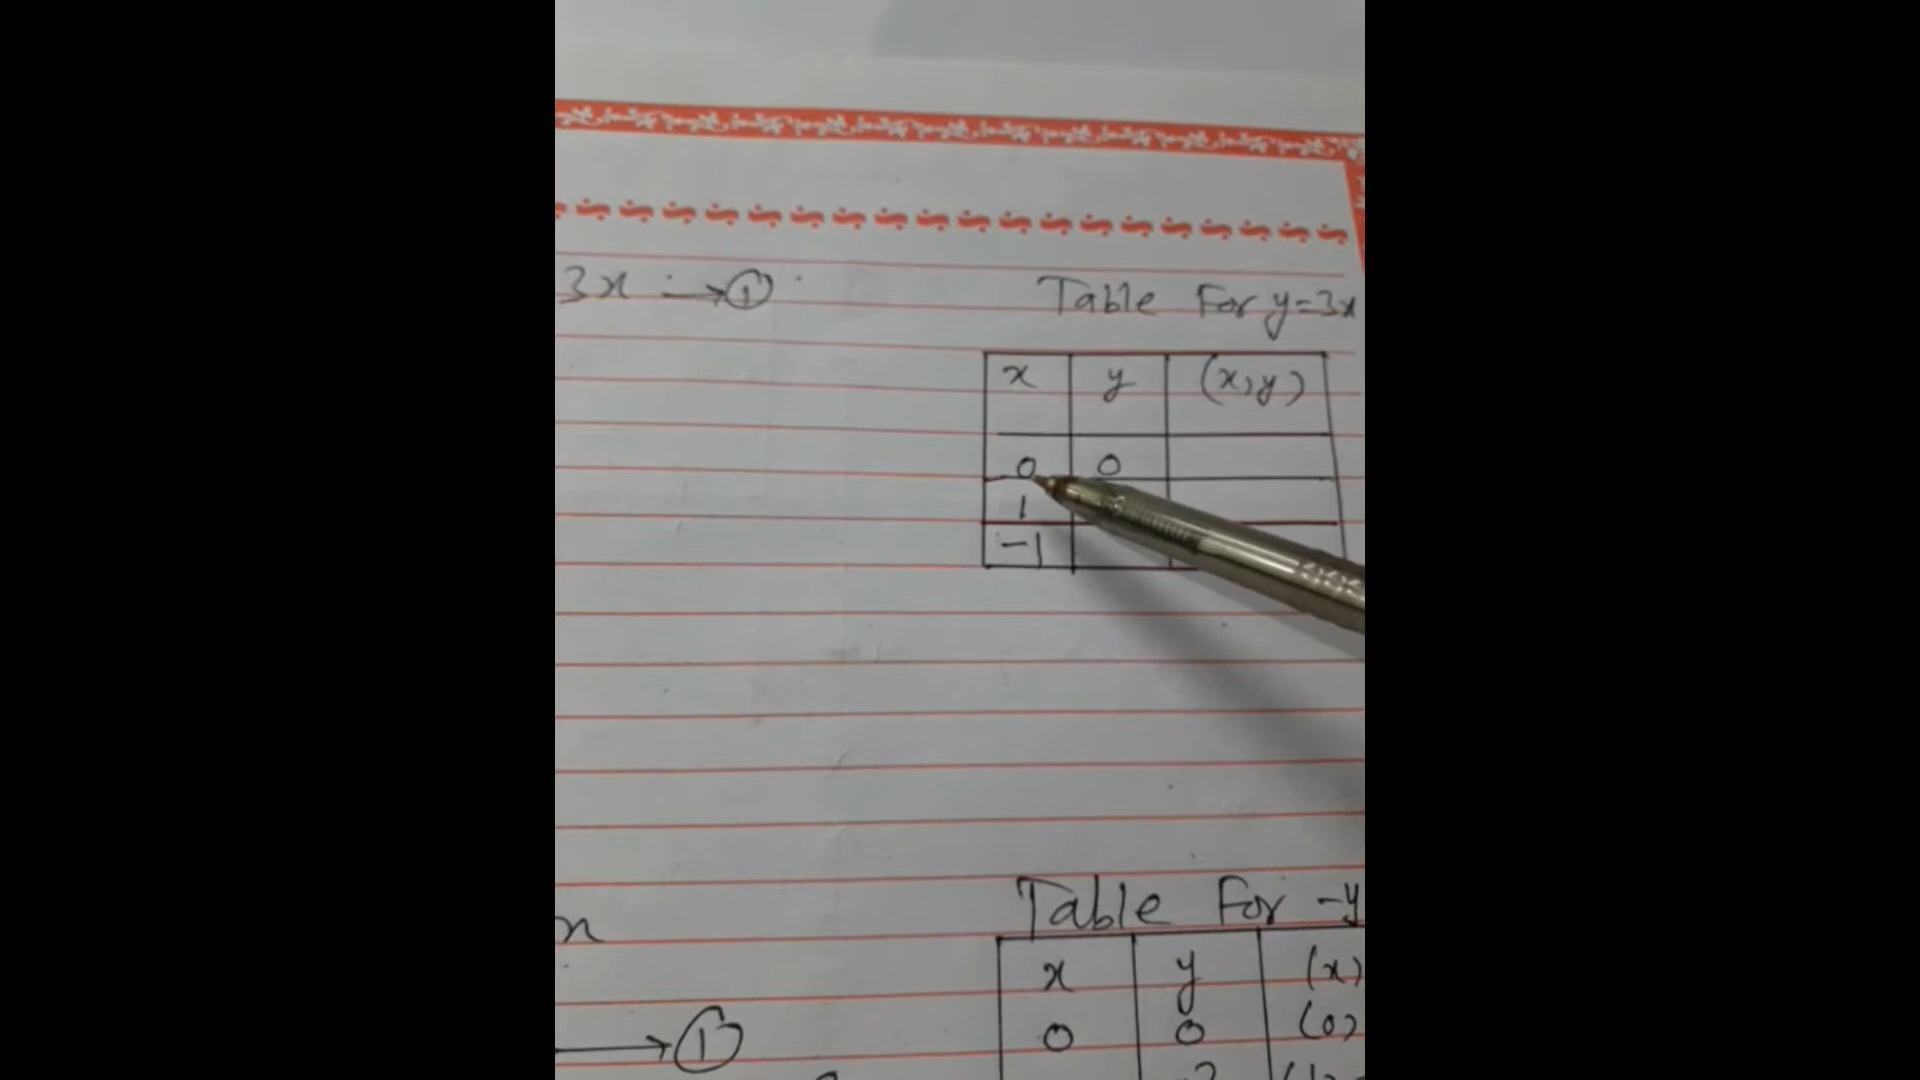 3x → ①
Table For y=3x
x y (x,y)
0 0
1
-1
x
Table For -y
x y (x)
→ ① 0 0 (0,